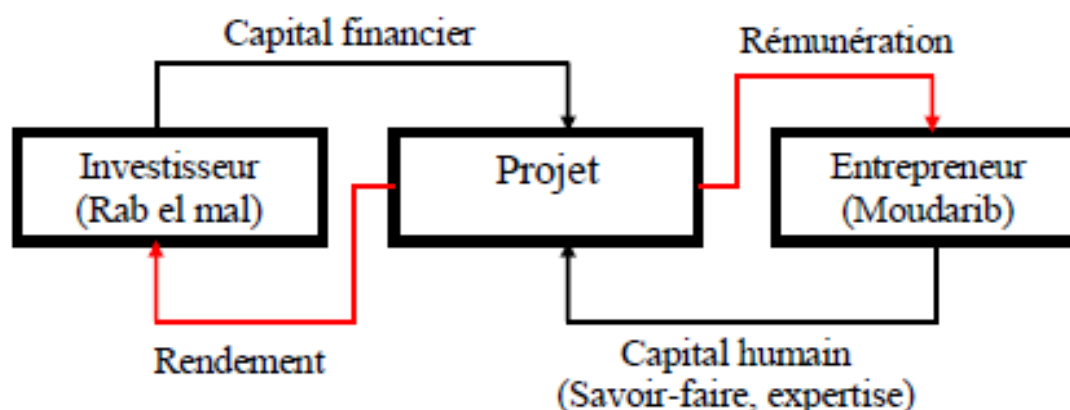 Capital financier
Rémunération
Investisseur
(Rab el mal)
Projet
Entrepreneur
(Moudarib)
Rendement
Capital humain
(Savoir-faire, expertise)